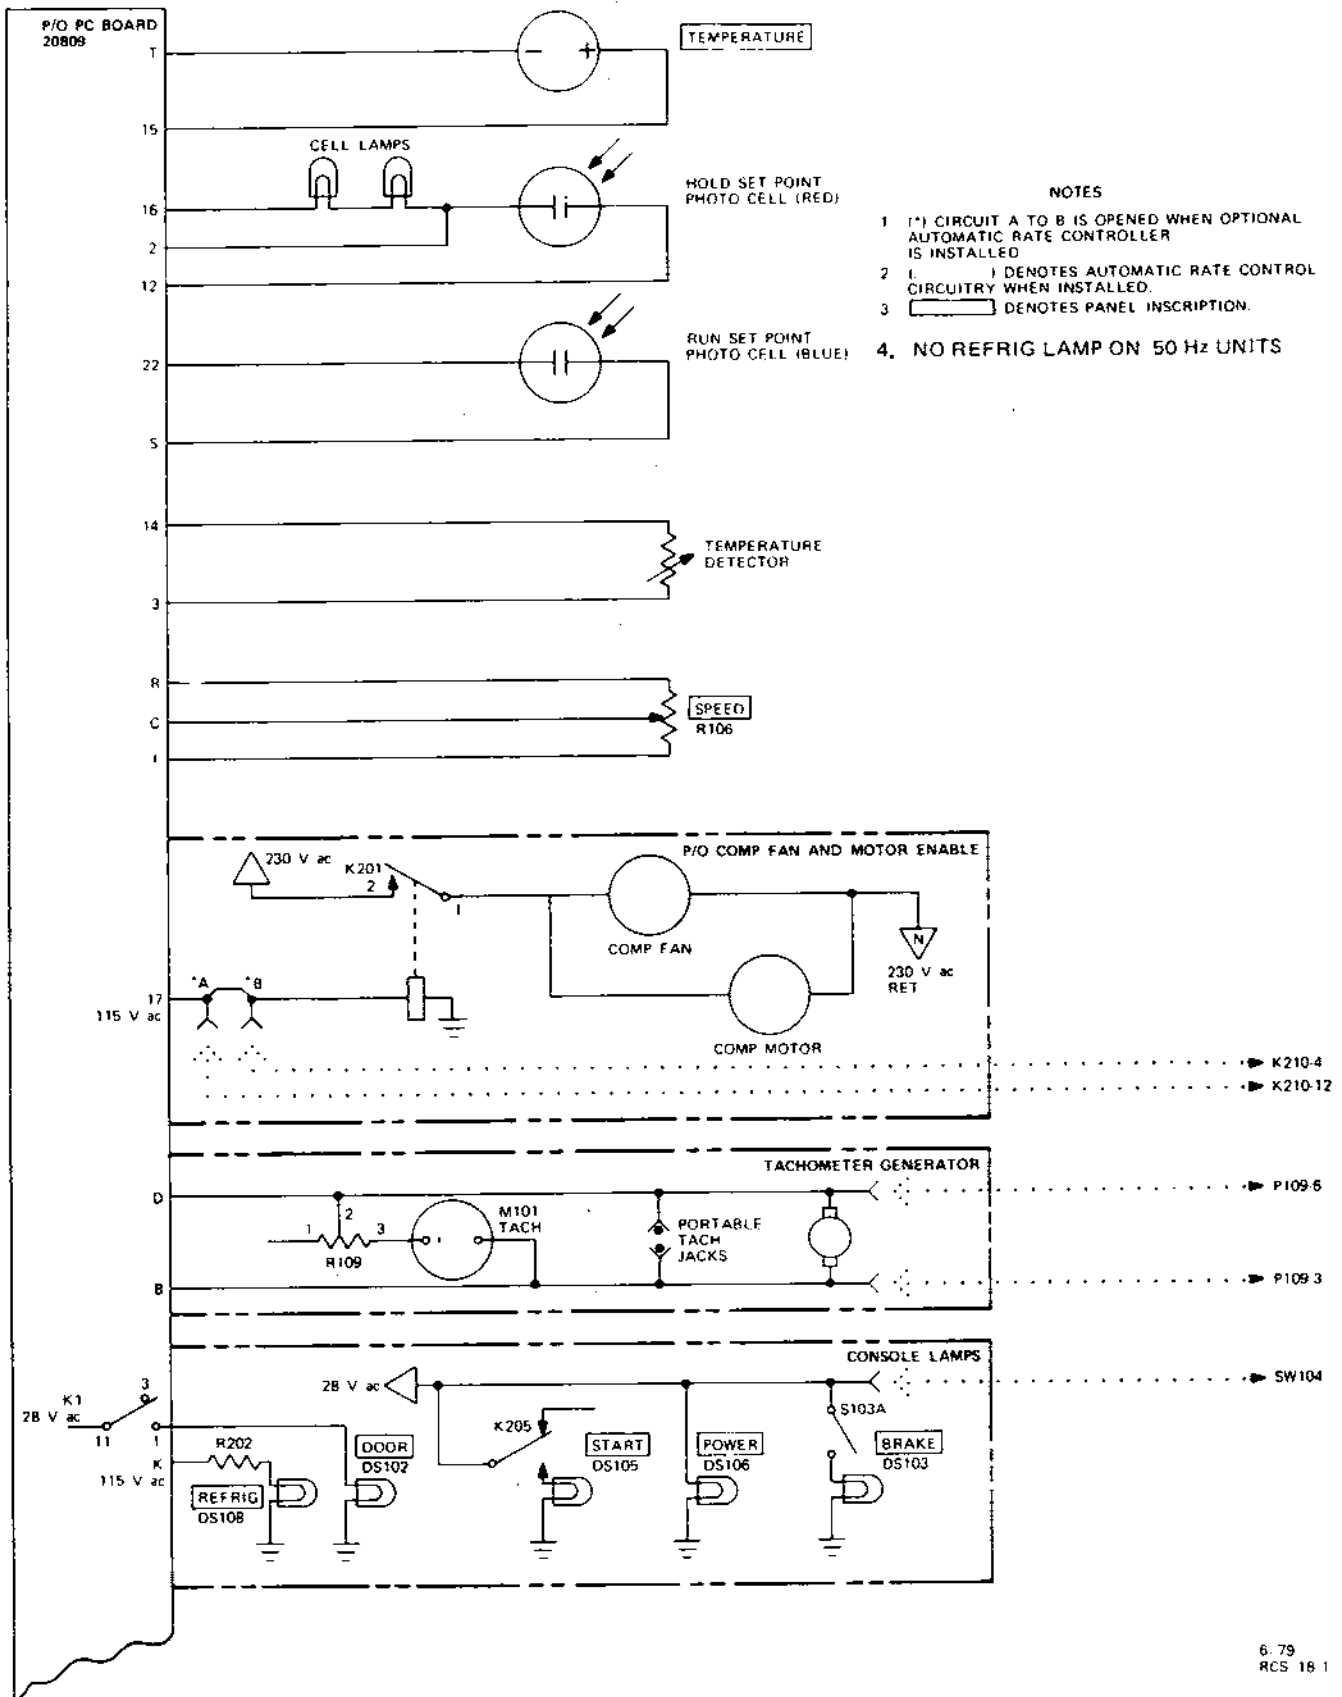 P/O PC BOARD
20809
T
TEMPERATURE
- +
15
CELL LAMPS
16
HOLD SET POINT
PHOTO CELL (RED)
2
12
RUN SET POINT
PHOTO CELL (BLUE)
22
S
NOTES
1 (*) CIRCUIT A TO B IS OPENED WHEN OPTIONAL
AUTOMATIC RATE CONTROLLER
IS INSTALLED
2 (. ) DENOTES AUTOMATIC RATE CONTROL
CIRCUITRY WHEN INSTALLED.
3 DENOTES PANEL INSCRIPTION.
4. NO REFRIG LAMP ON 50 Hz UNITS
14
TEMPERATURE
DETECTOR
3
R
C
SPEED
R106
1
P/O COMP FAN AND MOTOR ENABLE
230 V ac
K201
2
1
COMP FAN
N
230 V ac
RET
*A *B
17
115 V ac
COMP MOTOR
K210-4
K210-12
TACHOMETER GENERATOR
D
P109-6
1 2 3
R109
M101
TACH
PORTABLE
TACH
JACKS
B
P109-3
CONSOLE LAMPS
28 V ac
SW104
K1
28 V ac
3
11 1
K205
START
DS105
POWER
DS106
S103A
BRAKE
DS103
DOOR
DS102
R202
K
115 V ac
REFRIG
DS108
6-79
RCS 18 1